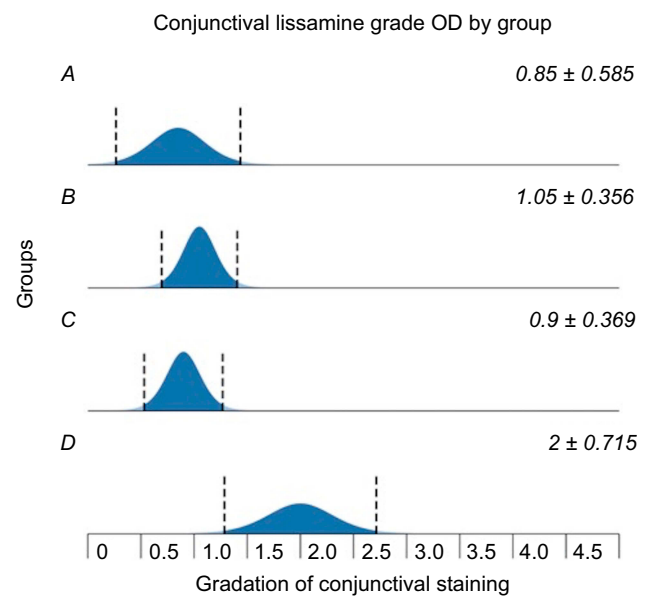 Conjunctival lissamine grade OD by group
A
0.85 ± 0.585
B
1.05 ± 0.356
Groups
C
0.9 ± 0.369
D
2 ± 0.715
0 0.5 1.0 1.5 2.0 2.5 3.0 3.5 4.0 4.5
Gradation of conjunctival staining